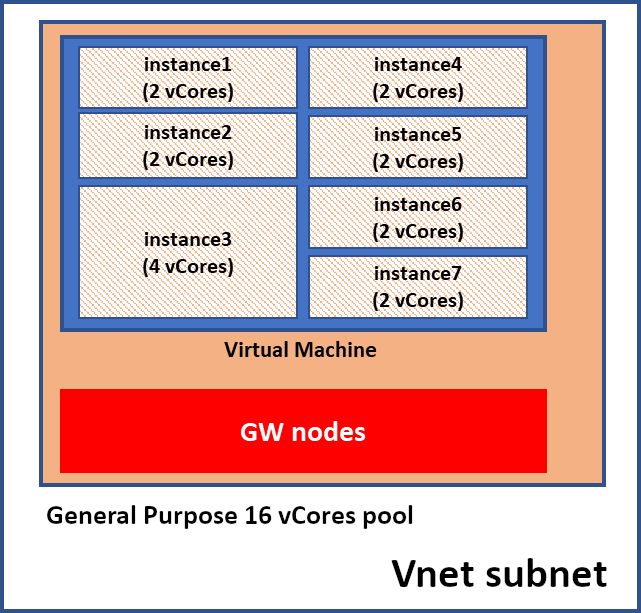 instance1
(2 vCores)
instance2
(2 vCores)
instance3
(4 vCores)
instance4
(2 vCores)
instance5
(2 vCores)
instance6
(2 vCores)
instance7
(2 vCores)
Virtual Machine
GW nodes
General Purpose 16 vCores pool
Vnet subnet